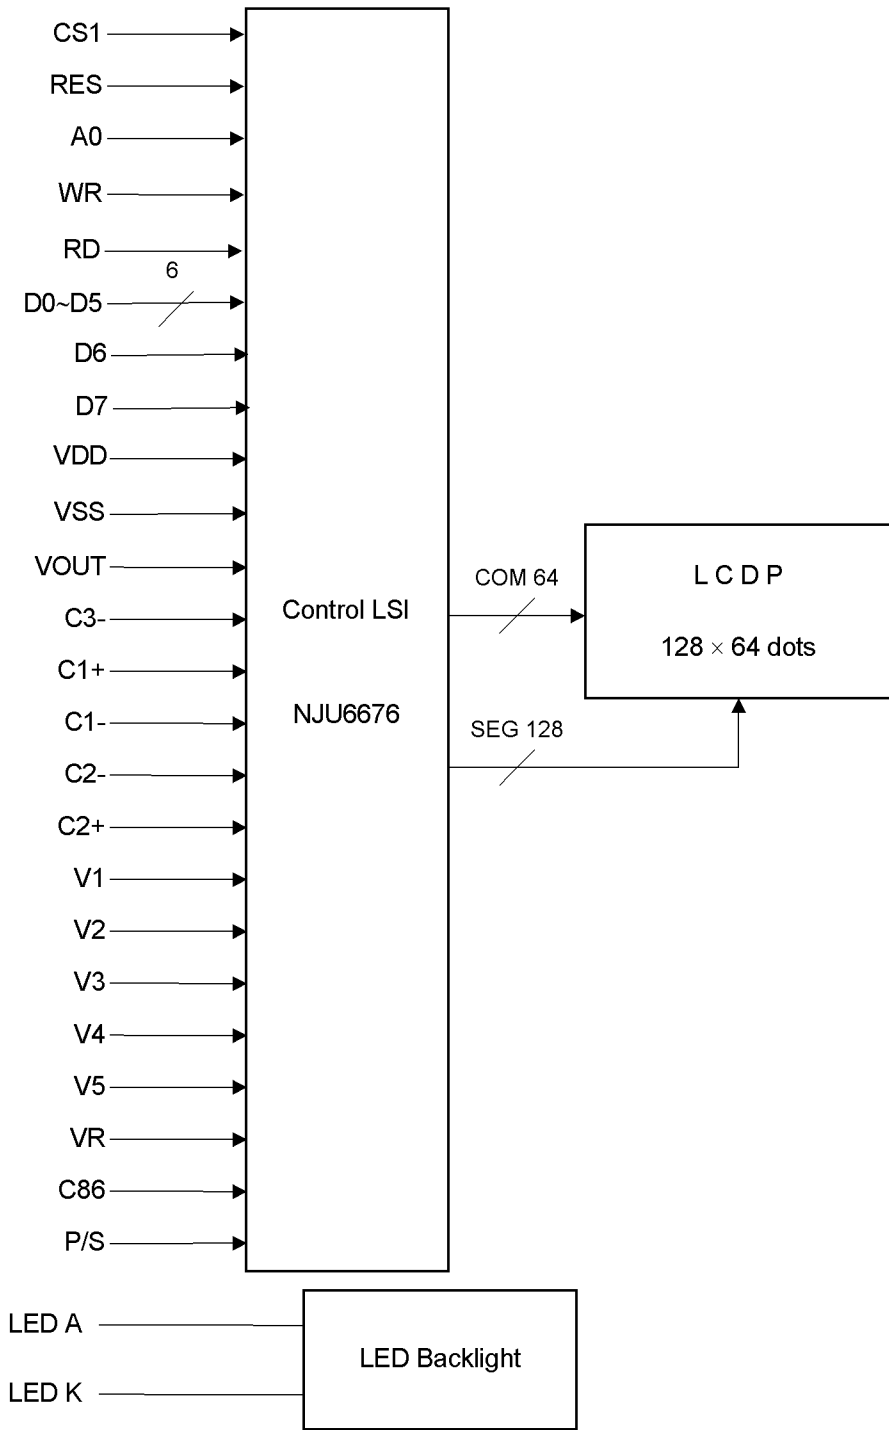 CS1
RES
A0
WR
RD
6
D0~D5
D6
D7
VDD
VSS
VOUT
C3-
C1+
C1-
C2-
C2+
V1
V2
V3
V4
V5
VR
C86
P/S
Control LSI
NJU6676
COM 64
SEG 128
L C D P
128 × 64 dots
LED A
LED K
LED Backlight